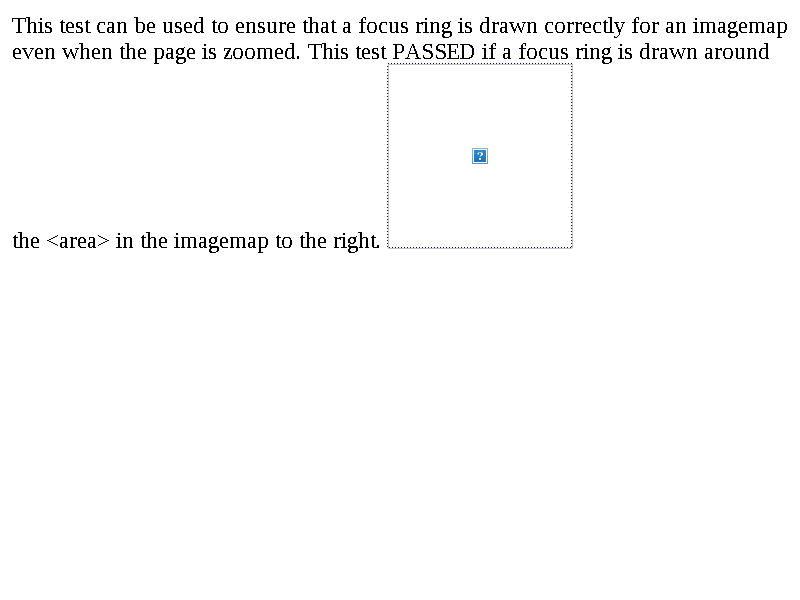 This test can be used to ensure that a focus ring is drawn correctly for an imagemap
even when the page is zoomed. This test PASSED if a focus ring is drawn around
the <area> in the imagemap to the right.
?